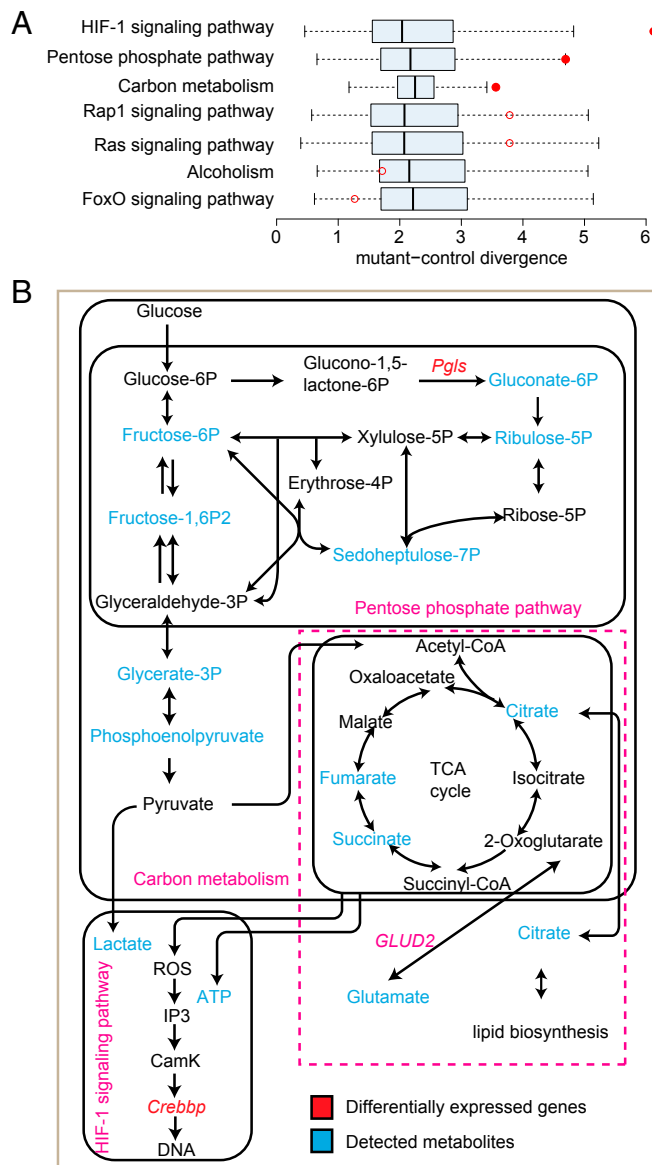 A
HIF-1 signaling pathway
Pentose phosphate pathway
Carbon metabolism
Rap1 signaling pathway
Ras signaling pathway
Alcoholism
FoxO signaling pathway
0 1 2 3 4 5 6
mutant-control divergence
B
Glucose
Glucose-6P
Glucono-1,5-
lactone-6P
Pgls
Gluconate-6P
Fructose-6P
Xylulose-5P
Ribulose-5P
Erythrose-4P
Fructose-1,6P2
Ribose-5P
Sedoheptulose-7P
Glyceraldehyde-3P
Pentose phosphate pathway
Glycerate-3P
Phosphoenolpyruvate
Pyruvate
Acetyl-CoA
Oxaloacetate
Malate
Citrate
Fumarate
TCA
cycle
Isocitrate
Succinate
2-Oxoglutarate
Succinyl-CoA
Carbon metabolism
Lactate
HIF-1 signaling pathway
ROS
ATP
IP3
CamK
Crebbp
DNA
GLUD2
Citrate
Glutamate
lipid biosynthesis
Differentially expressed genes
Detected metabolites